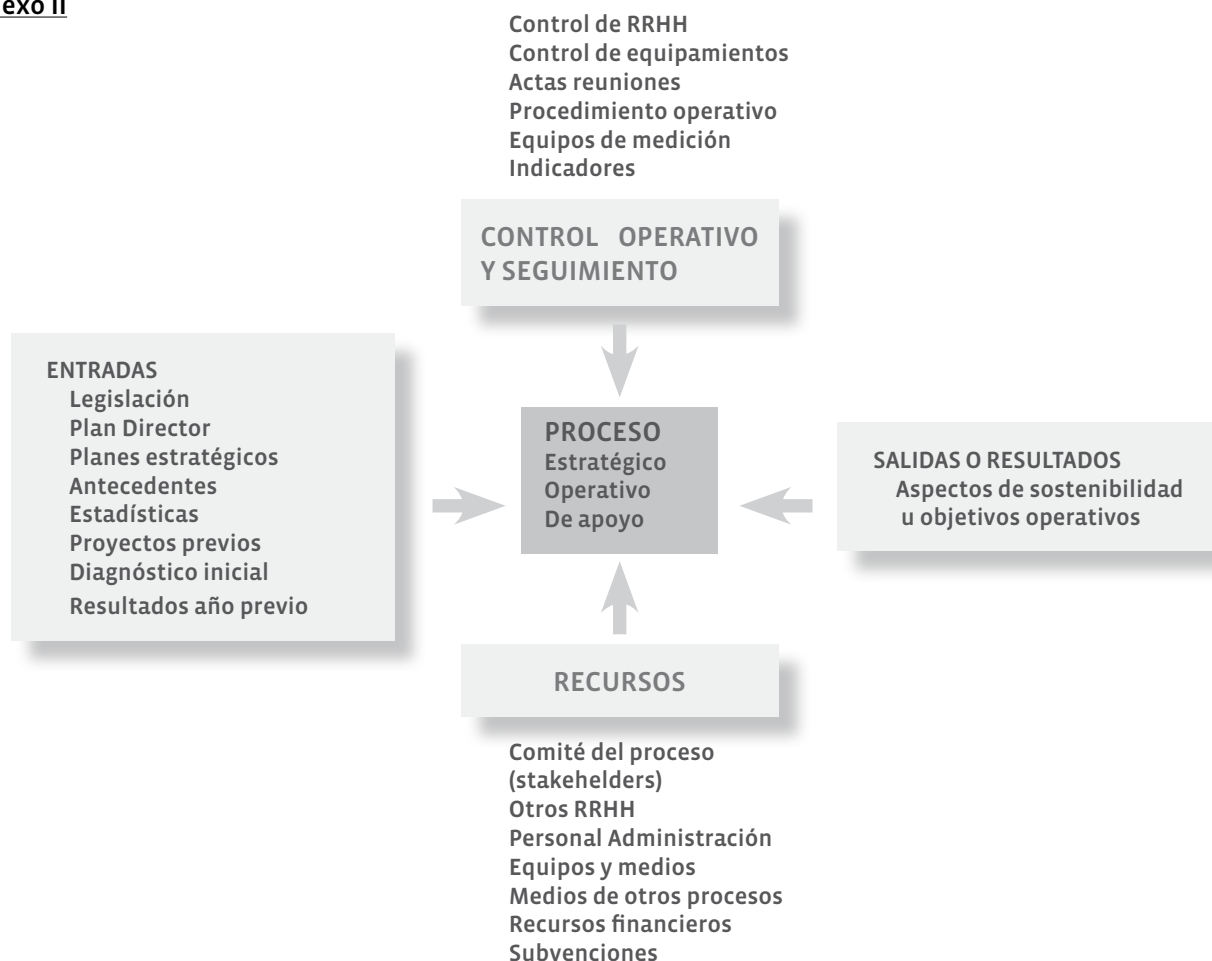 exo II
Control de RRHH
Control de equipamientos
Actas reuniones
Procedimiento operativo
Equipos de medición
Indicadores
CONTROL OPERATIVO
Y SEGUIMIENTO
ENTRADAS
Legislación
Plan Director
Planes estratégicos
Antecedentes
Estadísticas
Proyectos previos
Diagnóstico inicial
Resultados año previo
PROCESO
Estratégico
Operativo
De apoyo
SALIDAS O RESULTADOS
Aspectos de sostenibilidad
u objetivos operativos
RECURSOS
Comité del proceso
(stakehelders)
Otros RRHH
Personal Administración
Equipos y medios
Medios de otros procesos
Recursos financieros
Subvenciones